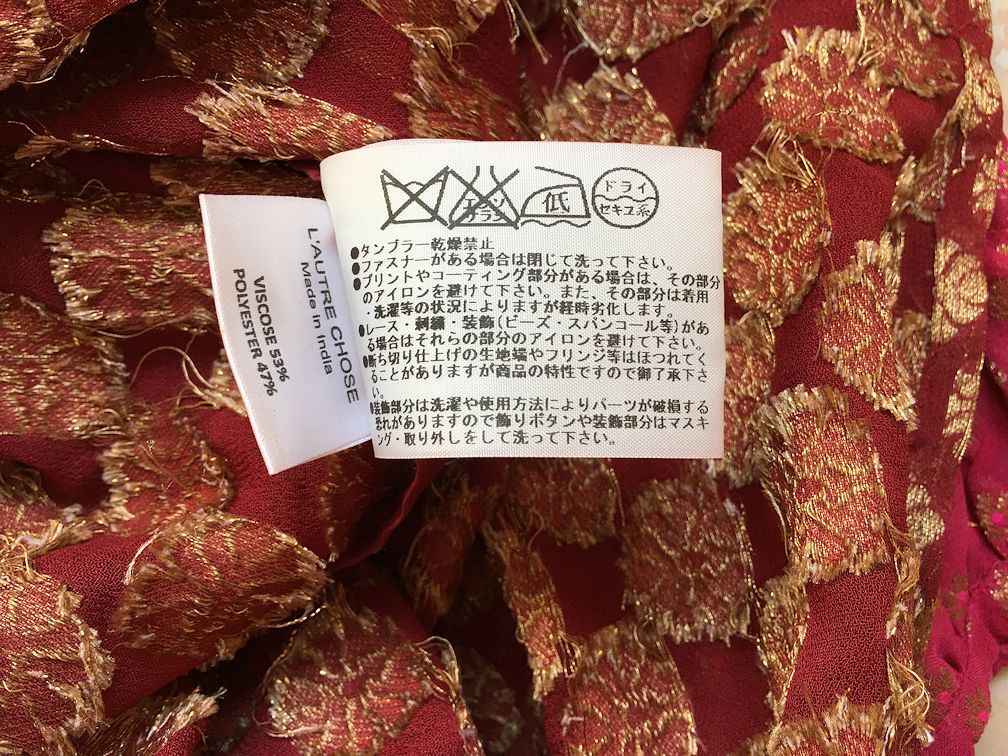 L'AUTRE CHOSE
Made in India
VISCOSE 53%
POLYESTER 47%
エンソ
サラシ
低
ドライ
セキユ系
●タンブラー乾燥禁止
●ファスナーがある場合は閉じて洗って下さい。
●プリントやコーティング部分がある場合は、その部分
のアイロンを避けて下さい。また、その部分は着用
・洗濯等の状況によりますが経時劣化します。
●レース・刺繍・装飾(ビーズ・スパンコール等)があ
る場合はそれらの部分のアイロンを避けて下さい。
●断ち切り仕上げの生地端やフリンジ等はほつれてく
ることがありますが商品の特性ですので御了承下さ
い。
●装飾部分は洗濯や使用方法によりパーツが破損する
恐れがありますので飾りボタンや装飾部分はマスキ
ング・取り外しをして洗って下さい。